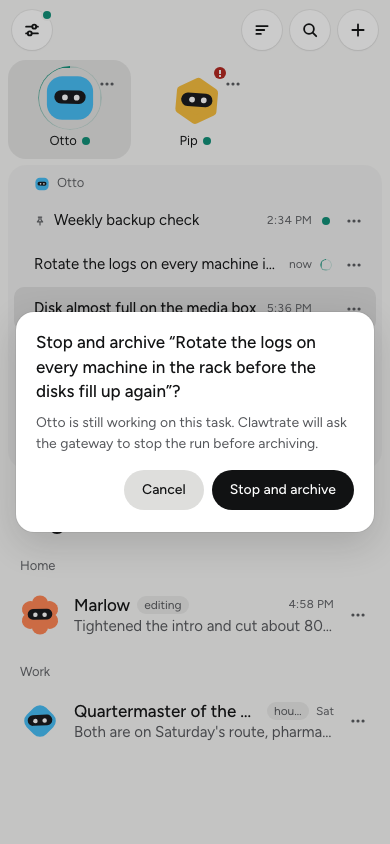 Otto
Pip
Otto
Weekly backup check 2:34 PM
Rotate the logs on every machine i... now
Disk almost full on the media box 5:36 PM
Stop and archive “Rotate the logs on
every machine in the rack before the
disks fill up again”?
Otto is still working on this task. Clawtrate will ask
the gateway to stop the run before archiving.
Cancel
Stop and archive
Home
Marlow editing 4:58 PM
Tightened the intro and cut about 80...
Work
Quartermaster of the ... hou... Sat
Both are on Saturday's route, pharma...